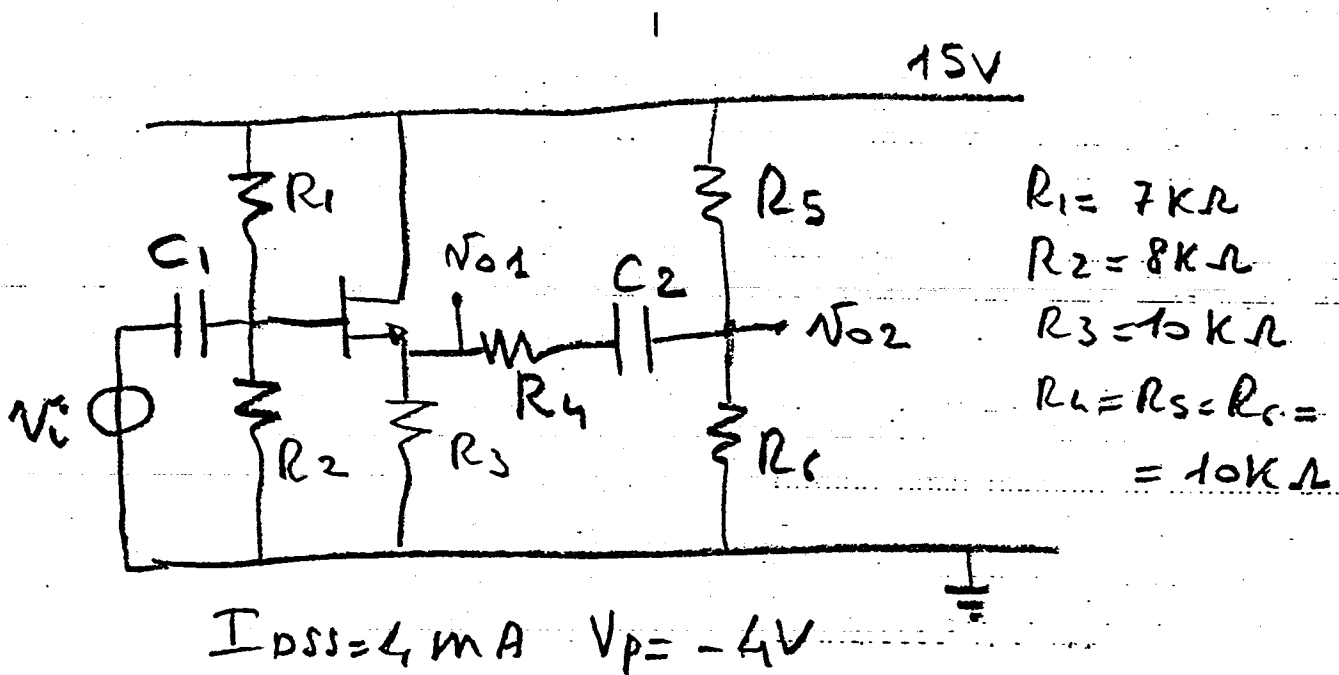 15V
R1
R5
C1
vo1
C2
vo2
vi
R2
R3
R4
R6
R1 = 7KΩ
R2 = 8KΩ
R3 = 10KΩ
R4 = R5 = R6 =
= 10KΩ
IDSS = 4 mA VP = -4V